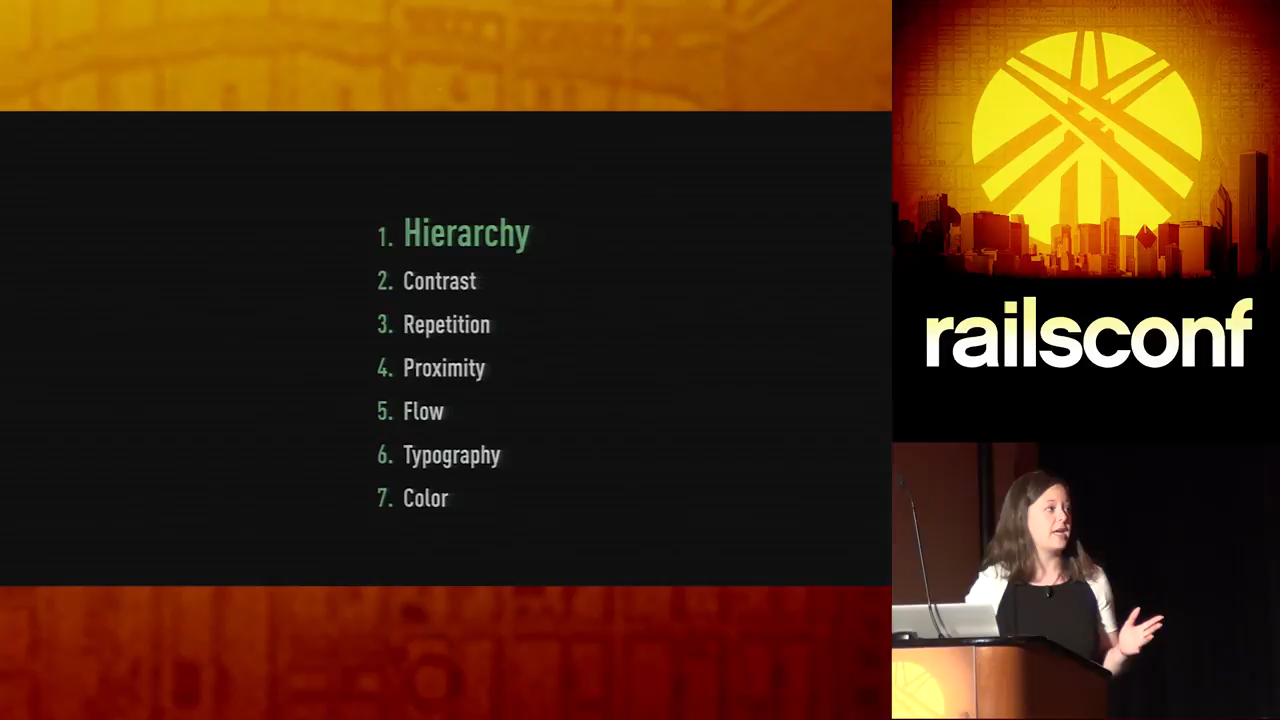 1. Hierarchy
2. Contrast
3. Repetition
4. Proximity
5. Flow
6. Typography
7. Color
railsconf